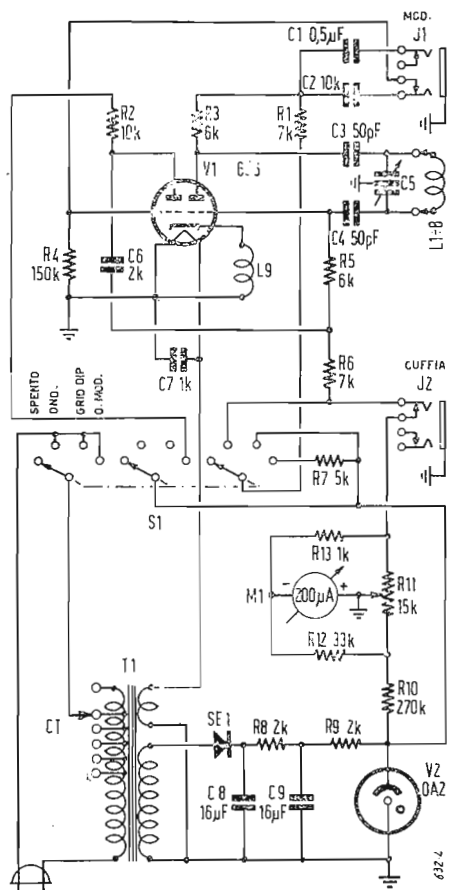 MOD.
J1
C1 0,5µF
C2 10k
R2
10k
R3
6k
R1
7k
C3 50pF
V1
C5
L1÷8
C4 50pF
R4
150k
C6
2k
L9
R5
6k
C7 1k
R6
7k
CUFFIA
J2
SPENTO
OND.
GRID DIP
O. MOD.
R7 5k
S1
R13 1k
M1
-
200µA
+
R11
15k
R12 33k
T1
R10
270k
CT
SE1
R8 2k
R9 2k
C8
16µF
C9
16µF
V2
OA2
632-4